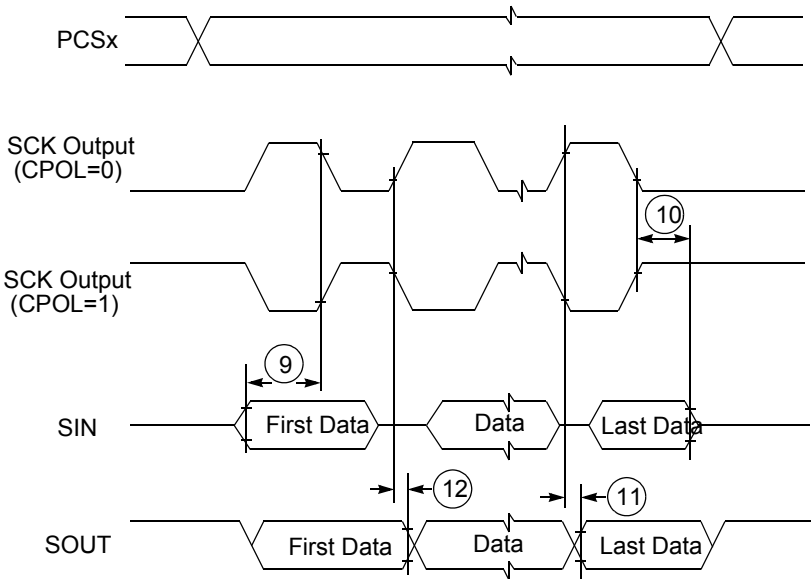 PCSx
SCK Output
(CPOL=0)
10
SCK Output
(CPOL=1)
9
SIN
First Data
Data
Last Data
12
11
SOUT
First Data
Data
Last Data